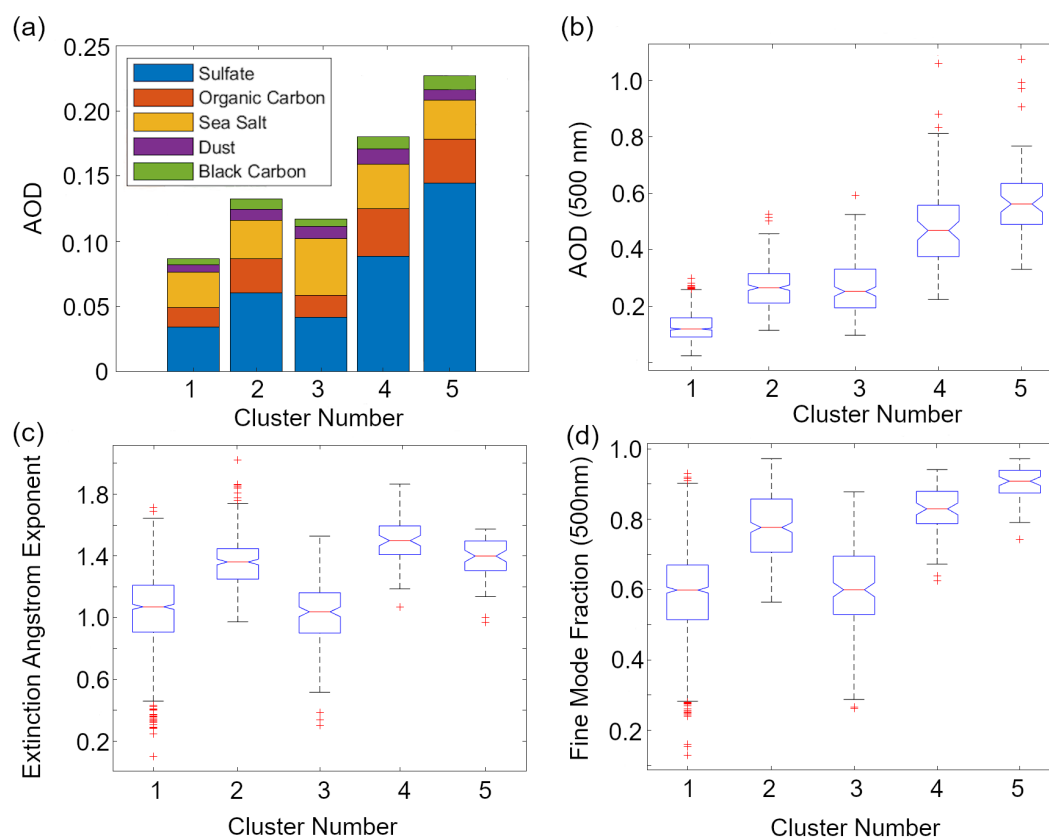 (a)
0.25
0.20
0.15
0.10
0.05
0
AOD
Sulfate
Organic Carbon
Sea Salt
Dust
Black Carbon
1 2 3 4 5
Cluster Number
(b)
1.0
0.8
0.6
0.4
0.2
AOD (500 nm)
1 2 3 4 5
Cluster Number
(c)
1.8
1.4
1.0
0.6
0.2
Extinction Angstrom Exponent
1 2 3 4 5
Cluster Number
(d)
1.0
0.8
0.6
0.4
0.2
Fine Mode Fraction (500nm)
1 2 3 4 5
Cluster Number